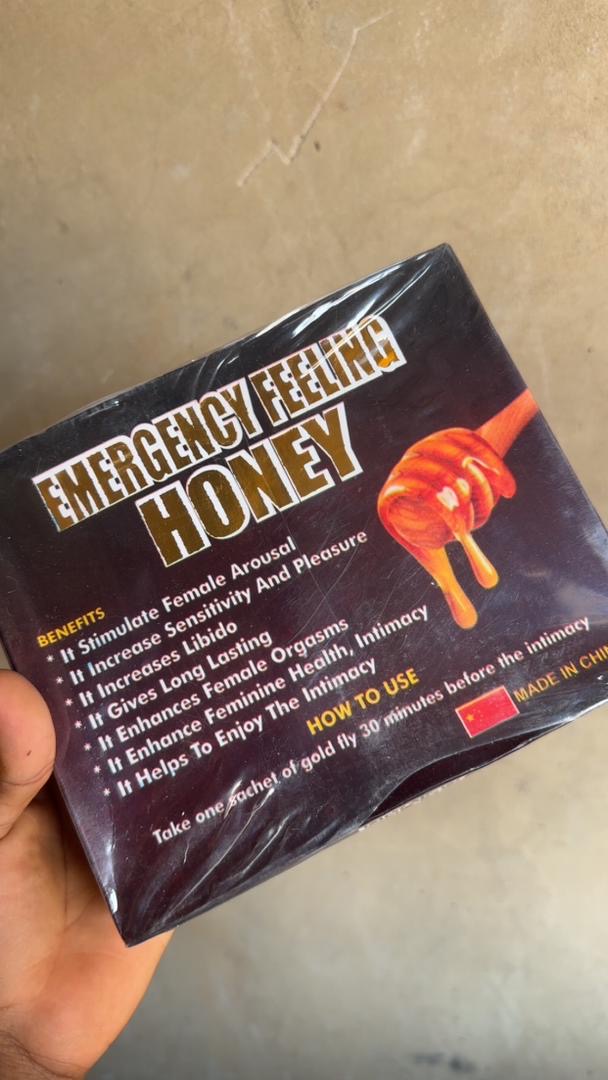 EMERGENCY FEELING
HONEY
BENEFITS
* It Stimulate Female Arousal
* It Increase Sensitivity And Pleasure
* It Increases Libido
* It Gives Long Lasting
* It Enhances Female Orgasms
* It Enhance Feminine Health, Intimacy
* It Helps To Enjoy The Intimacy
HOW TO USE
Take one sachet of gold fly 30 minutes before the intimacy
MADE IN CHIN